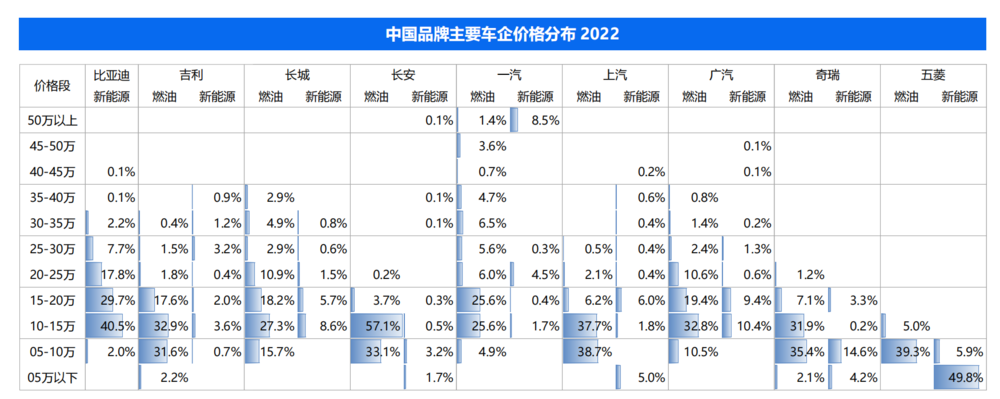 中国品牌主要车企价格分布 2022
价格段 比亚迪 吉利 长城 长安 一汽 上汽 广汽 奇瑞 五菱
新能源 燃油 新能源 燃油 新能源 燃油 新能源 燃油 新能源 燃油 新能源 燃油 新能源 燃油 新能源 燃油 新能源
50万以上 0.1% 1.4% 8.5%
45-50万 3.6% 0.1%
40-45万 0.1% 0.7% 0.2% 0.1%
35-40万 0.1% 0.9% 2.9% 0.1% 4.7% 0.6% 0.8%
30-35万 2.2% 0.4% 1.2% 4.9% 0.8% 0.1% 6.5% 0.4% 1.4% 0.2%
25-30万 7.7% 1.5% 3.2% 2.9% 0.6% 5.6% 0.3% 0.5% 0.4% 2.4% 1.3%
20-25万 17.8% 1.8% 0.4% 10.9% 1.5% 0.2% 6.0% 4.5% 2.1% 0.4% 10.6% 0.6% 1.2%
15-20万 29.7% 17.6% 2.0% 18.2% 5.7% 3.7% 0.3% 25.6% 0.4% 6.2% 6.0% 19.4% 9.4% 7.1% 3.3%
10-15万 40.5% 32.9% 3.6% 27.3% 8.6% 57.1% 0.5% 25.6% 1.7% 37.7% 1.8% 32.8% 10.4% 31.9% 0.2% 5.0%
05-10万 2.0% 31.6% 0.7% 15.7% 33.1% 3.2% 4.9% 38.7% 10.5% 35.4% 14.6% 39.3% 5.9%
05万以下 2.2% 1.7% 5.0% 2.1% 4.2% 49.8%